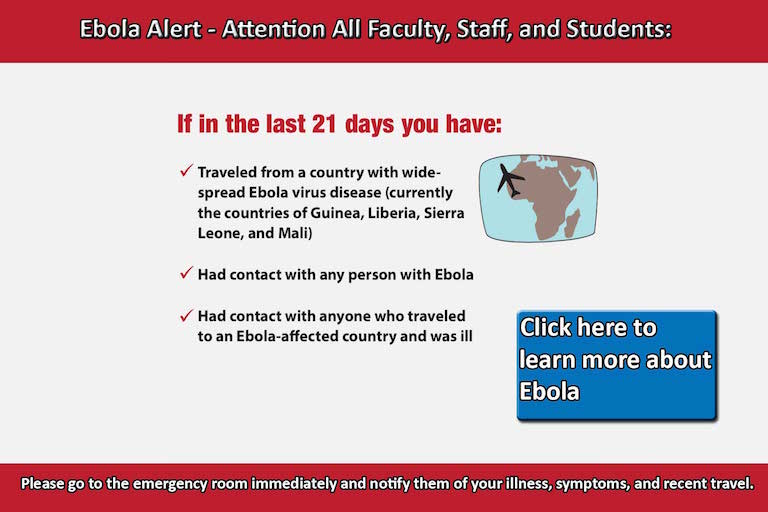 Ebola Alert - Attention All Faculty, Staff, and Students:
If in the last 21 days you have:
✓ Traveled from a country with wide-
spread Ebola virus disease (currently
the countries of Guinea, Liberia, Sierra
Leone, and Mali)
✓ Had contact with any person with Ebola
✓ Had contact with anyone who traveled
to an Ebola-affected country and was ill
Click here to
learn more about
Ebola
Please go to the emergency room immediately and notify them of your illness, symptoms, and recent travel.